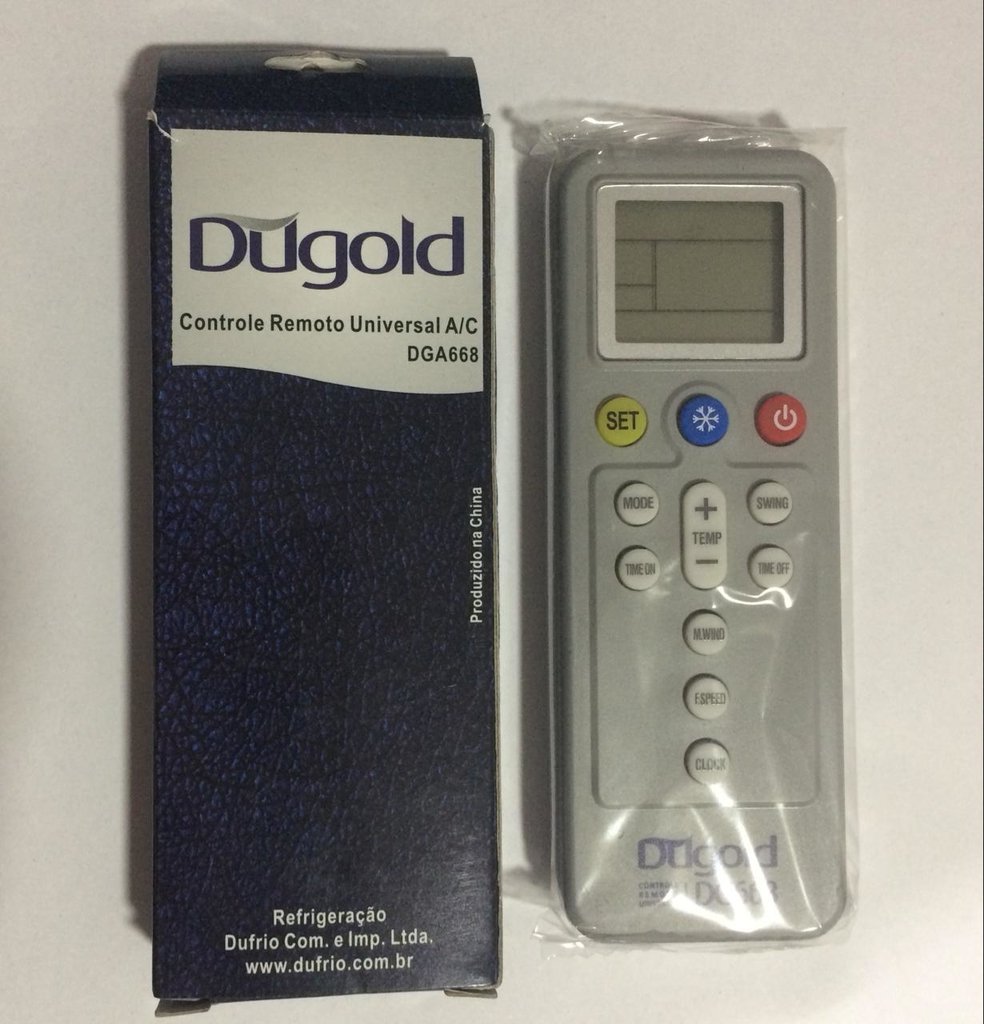 Dugold
Controle Remoto Universal A/C
DGA668
Produzido na China
Refrigeração
Dufrio Com. e Imp. Ltda.
www.dufrio.com.br
SET
MODE
+
TEMP
−
SWING
TIME ON
TIME OFF
M.WIND
F.SPEED
CLOCK
Dugold